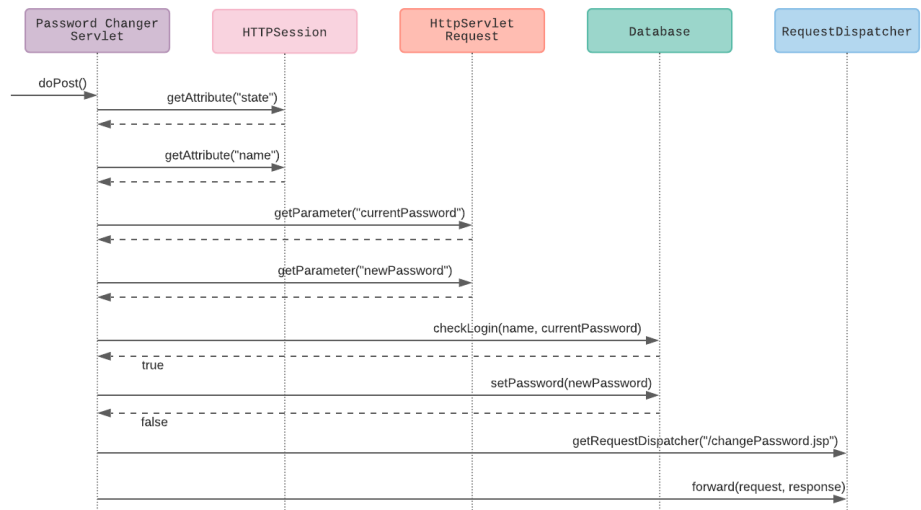 Password Changer
Servlet
HTTPSession
HttpServlet
Request
Database
RequestDispatcher
doPost()
getAttribute("state")
getAttribute("name")
getParameter("currentPassword")
getParameter("newPassword")
checkLogin(name, currentPassword)
true
setPassword(newPassword)
false
getRequestDispatcher("/changePassword.jsp")
forward(request, response)